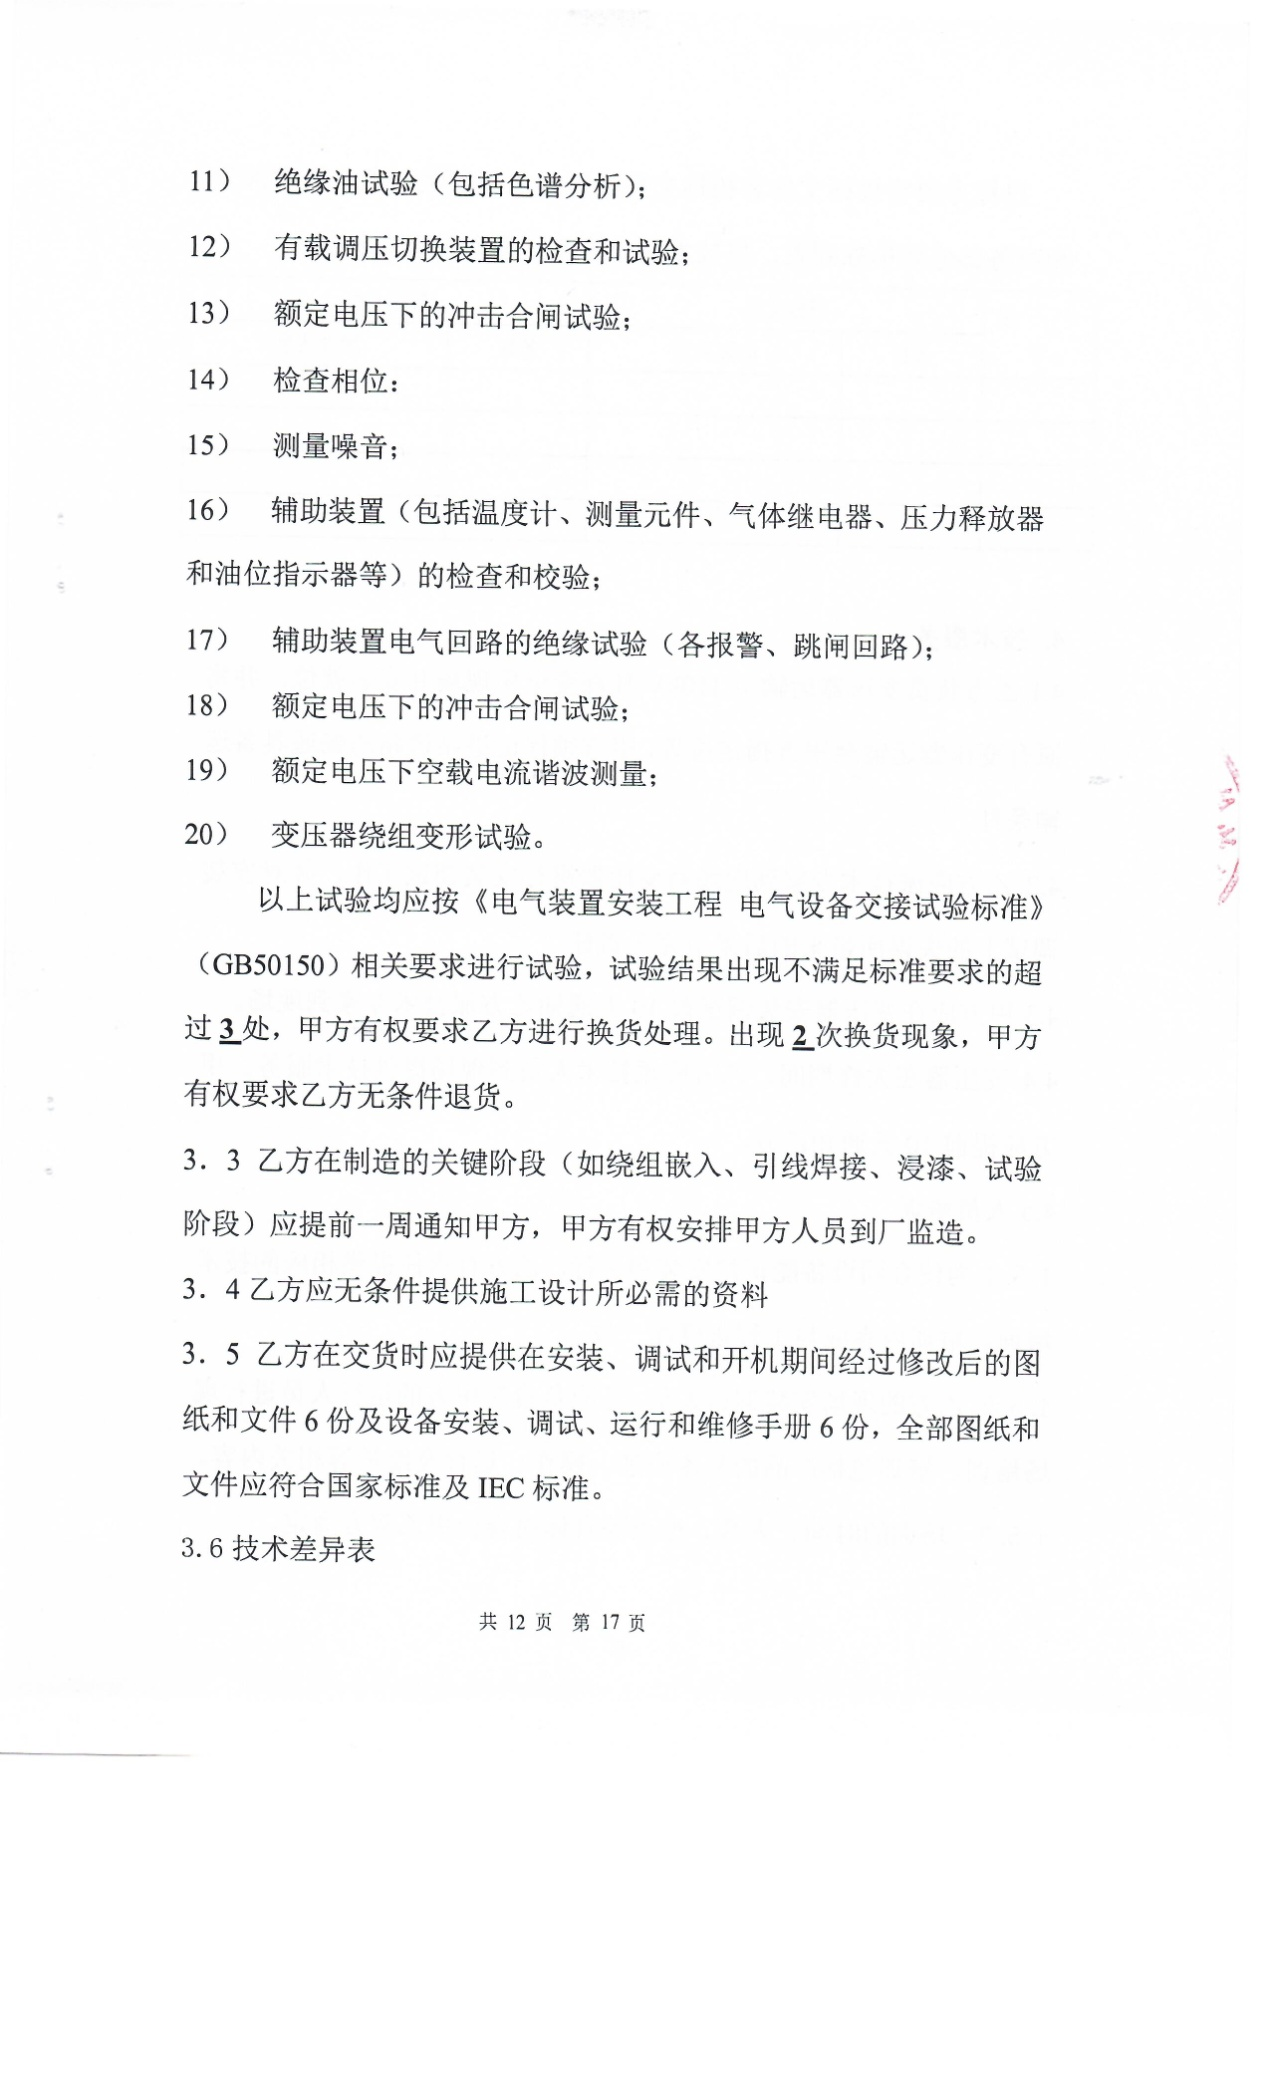 11） 绝缘油试验（包括色谱分析）；
12） 有载调压切换装置的检查和试验；
13） 额定电压下的冲击合闸试验；
14） 检查相位：
15） 测量噪音；
16） 辅助装置（包括温度计、测量元件、气体继电器、压力释放器
和油位指示器等）的检查和校验；
17） 辅助装置电气回路的绝缘试验（各报警、跳闸回路）；
18） 额定电压下的冲击合闸试验；
19） 额定电压下空载电流谐波测量；
20） 变压器绕组变形试验。
以上试验均应按《电气装置安装工程 电气设备交接试验标准》
（GB50150）相关要求进行试验，试验结果出现不满足标准要求的超
过 3 处，甲方有权要求乙方进行换货处理。出现 2 次换货现象，甲方
有权要求乙方无条件退货。
3．3 乙方在制造的关键阶段（如绕组嵌入、引线焊接、浸漆、试验
阶段）应提前一周通知甲方，甲方有权安排甲方人员到厂监造。
3．4 乙方应无条件提供施工设计所必需的资料
3．5 乙方在交货时应提供在安装、调试和开机期间经过修改后的图
纸和文件 6 份及设备安装、调试、运行和维修手册 6 份，全部图纸和
文件应符合国家标准及 IEC 标准。
3.6 技术差异表
共 12 页 第 17 页